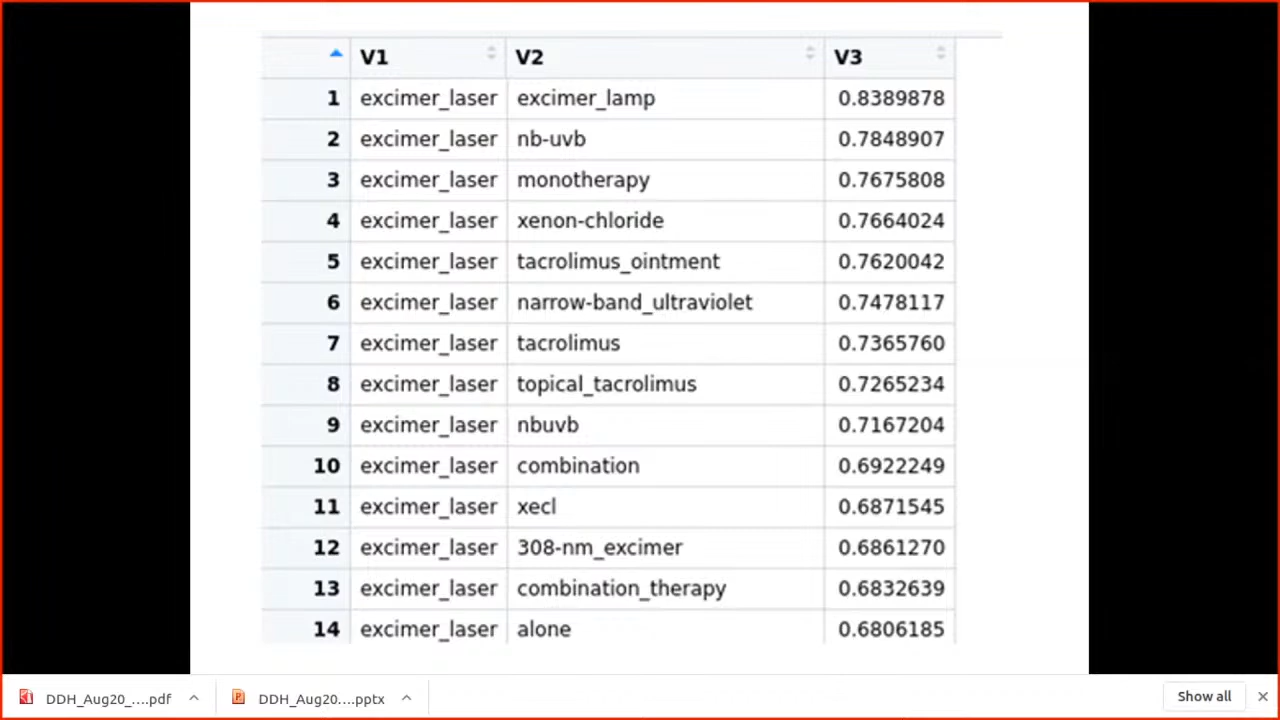 V1 V2 V3
1 excimer_laser excimer_lamp 0.8389878
2 excimer_laser nb-uvb 0.7848907
3 excimer_laser monotherapy 0.7675808
4 excimer_laser xenon-chloride 0.7664024
5 excimer_laser tacrolimus_ointment 0.7620042
6 excimer_laser narrow-band_ultraviolet 0.7478117
7 excimer_laser tacrolimus 0.7365760
8 excimer_laser topical_tacrolimus 0.7265234
9 excimer_laser nbuvb 0.7167204
10 excimer_laser combination 0.6922249
11 excimer_laser xecl 0.6871545
12 excimer_laser 308-nm_excimer 0.6861270
13 excimer_laser combination_therapy 0.6832639
14 excimer_laser alone 0.6806185
DDH_Aug20_....pdf DDH_Aug20....pptx Show all